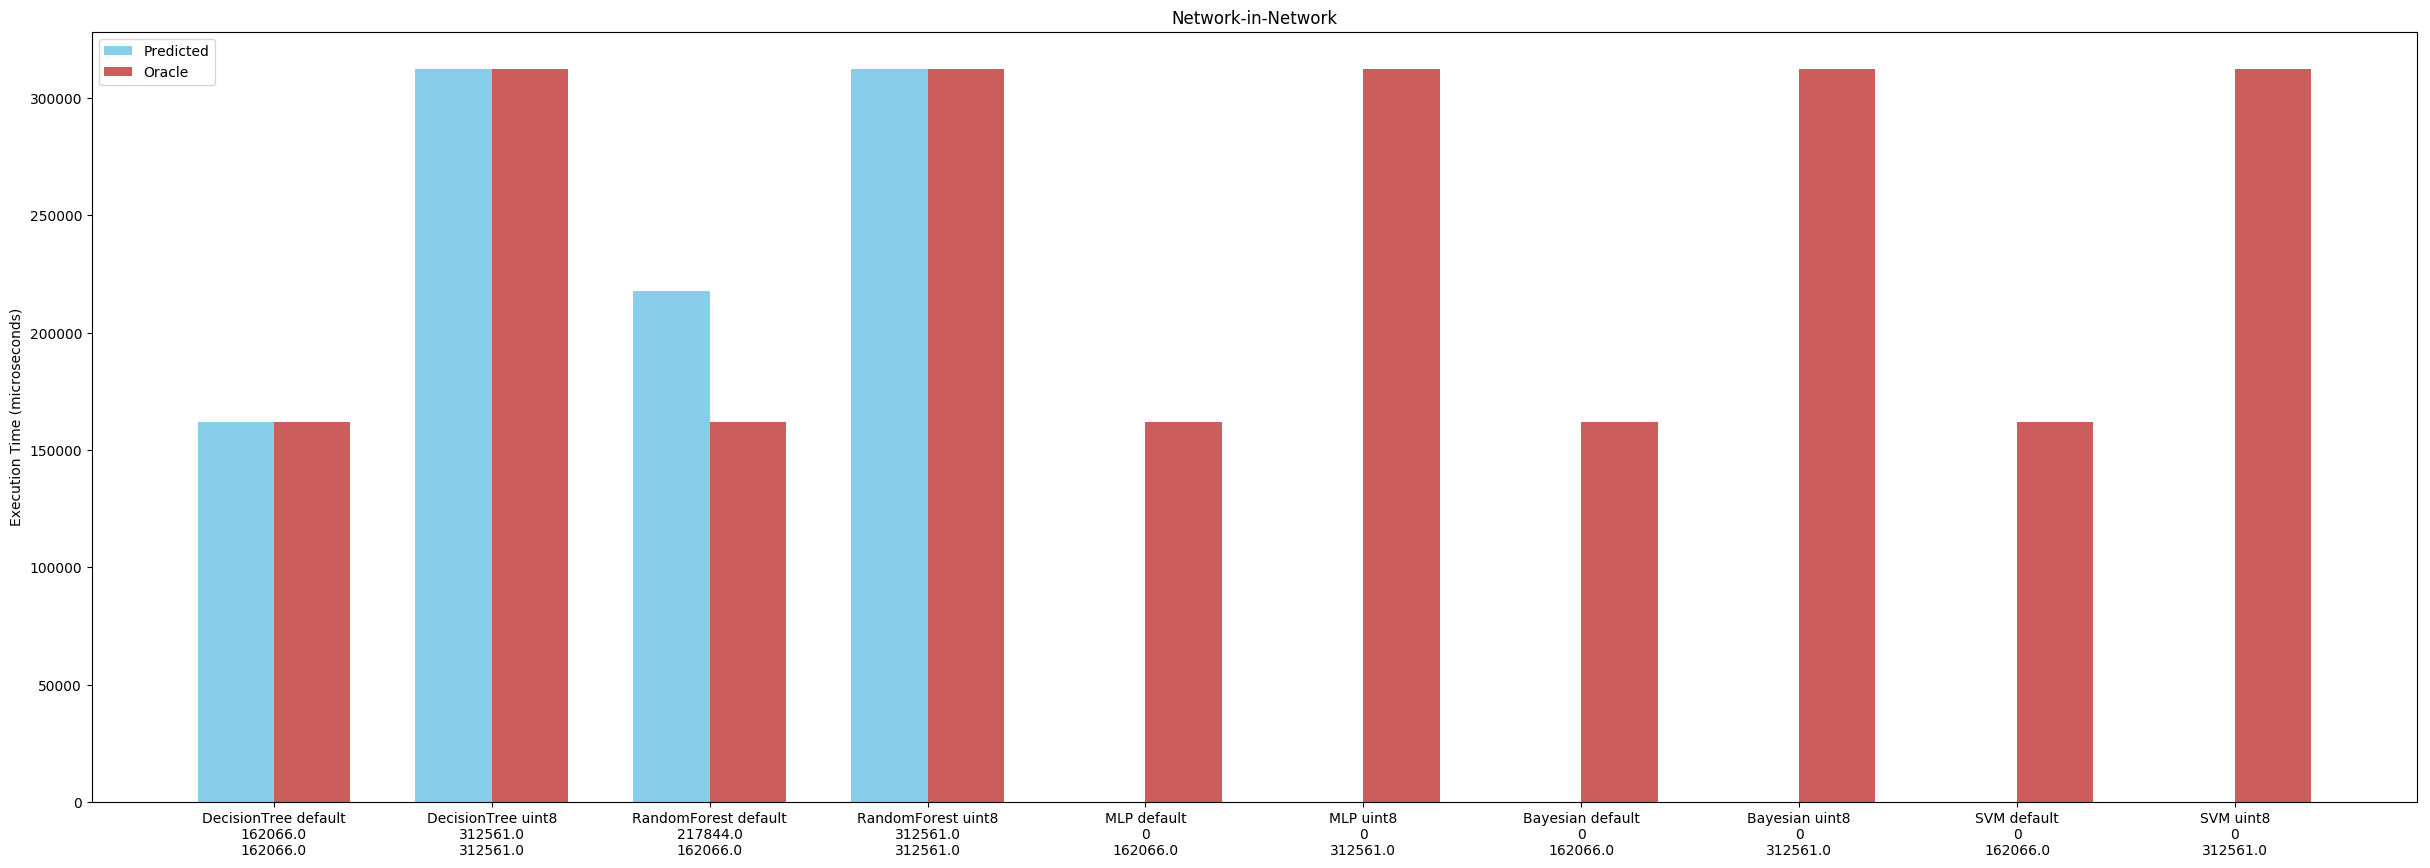 Network-in-Network
Predicted
Oracle
Execution Time (microseconds)
300000
250000
200000
150000
100000
50000
0
DecisionTree default
162066.0
162066.0
DecisionTree uint8
312561.0
312561.0
RandomForest default
217844.0
162066.0
RandomForest uint8
312561.0
312561.0
MLP default
0
162066.0
MLP uint8
0
312561.0
Bayesian default
0
162066.0
Bayesian uint8
0
312561.0
SVM default
0
162066.0
SVM uint8
0
312561.0